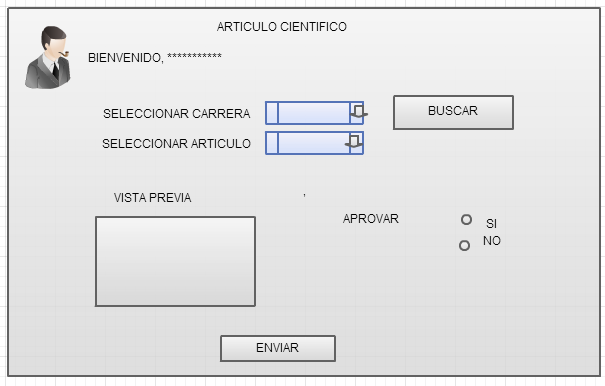 ARTICULO CIENTIFICO
BIENVENIDO, ***********
SELECCIONAR CARRERA
BUSCAR
SELECCIONAR ARTICULO
VISTA PREVIA
APROVAR
SI
NO
ENVIAR